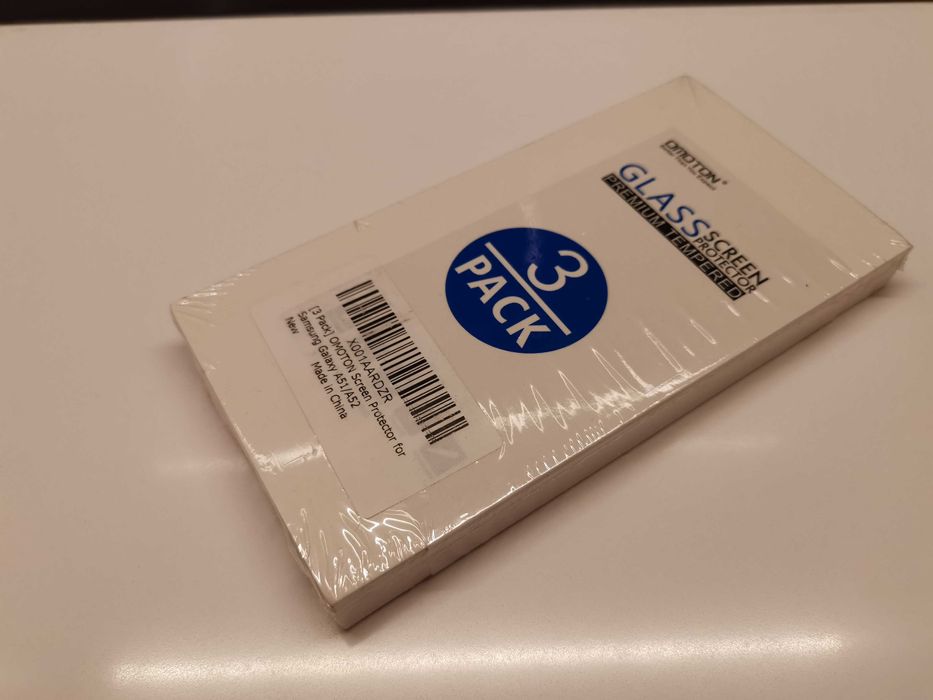 OMOTON®
GLASS SCREEN
PROTECTOR
PREMIUM TEMPERED
3
PACK
X001AARDZR
[3 Pack] OMOTON Screen Protector for
Samsung Galaxy A51/A52
New
Made in China